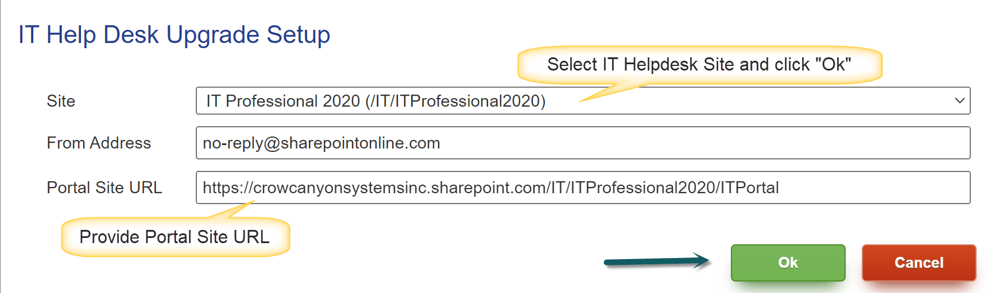 IT Help Desk Upgrade Setup
Select IT Helpdesk Site and click "Ok"
Site
IT Professional 2020 (/IT/ITProfessional2020)
From Address
no-reply@sharepointonline.com
Portal Site URL
https://crowcanyonsystemsinc.sharepoint.com/IT/ITProfessional2020/ITPortal
Provide Portal Site URL
Ok
Cancel